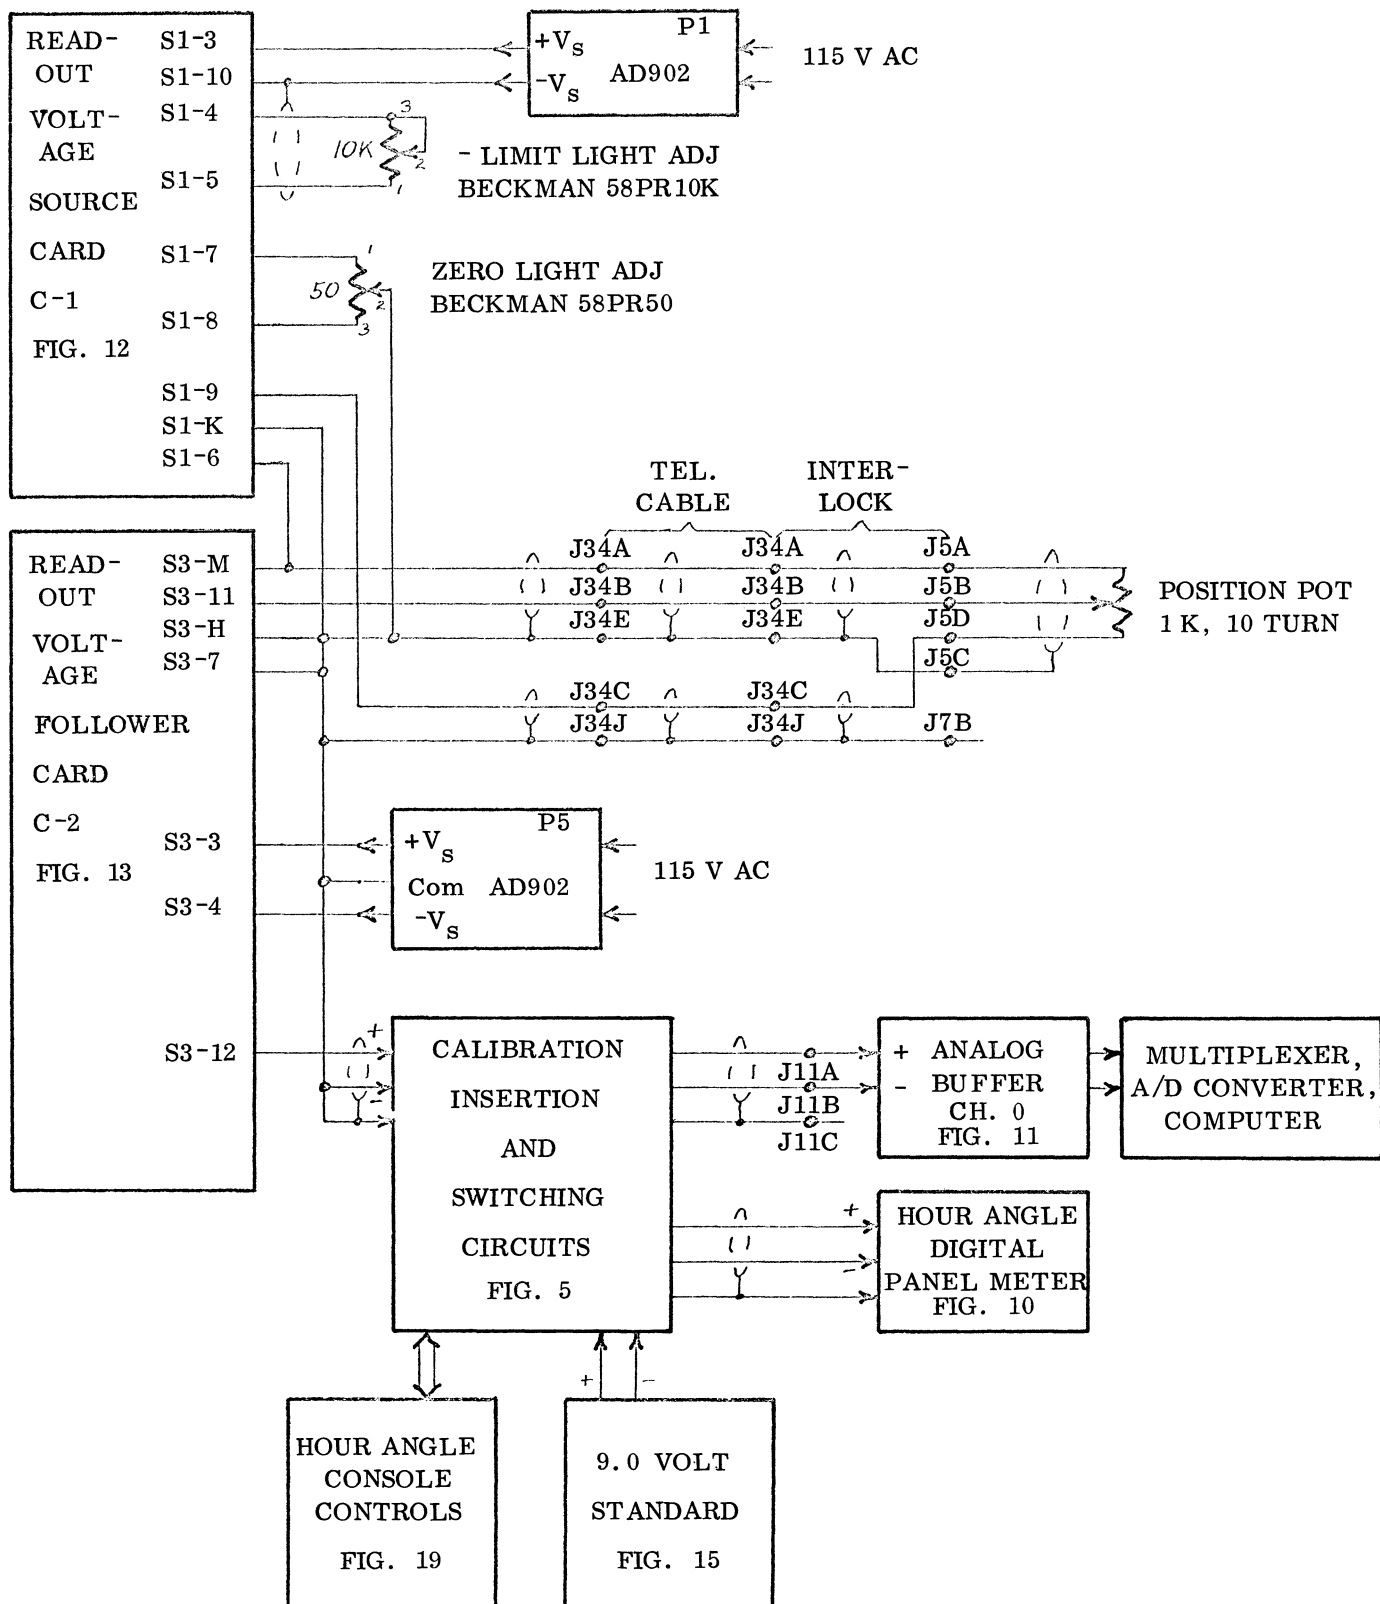 READ-
OUT
VOLT-
AGE
SOURCE
CARD
C-1
FIG. 12
S1-3
S1-10
S1-4
S1-5
S1-7
S1-8
S1-9
S1-K
S1-6
+Vs
-Vs
P1
AD902
115 V AC
3
10K
2
1
- LIMIT LIGHT ADJ
BECKMAN 58PR10K
1
50
2
3
ZERO LIGHT ADJ
BECKMAN 58PR50
TEL.
CABLE
INTER-
LOCK
READ-
OUT
VOLT-
AGE
FOLLOWER
CARD
C-2
FIG. 13
S3-M
S3-11
S3-H
S3-7
S3-3
S3-4
S3-12
J34A
J34A
J5A
J34B
J34B
J5B
J34E
J34E
J5D
J5C
J34C
J34C
J34J
J34J
J7B
POSITION POT
1 K, 10 TURN
P5
+Vs
Com AD902
-Vs
115 V AC
+
-
CALIBRATION
INSERTION
AND
SWITCHING
CIRCUITS
FIG. 5
J11A
J11B
J11C
+ ANALOG
- BUFFER
CH. 0
FIG. 11
MULTIPLEXER,
A/D CONVERTER,
COMPUTER
+
-
HOUR ANGLE
DIGITAL
PANEL METER
FIG. 10
+
-
HOUR ANGLE
CONSOLE
CONTROLS
FIG. 19
9.0 VOLT
STANDARD
FIG. 15